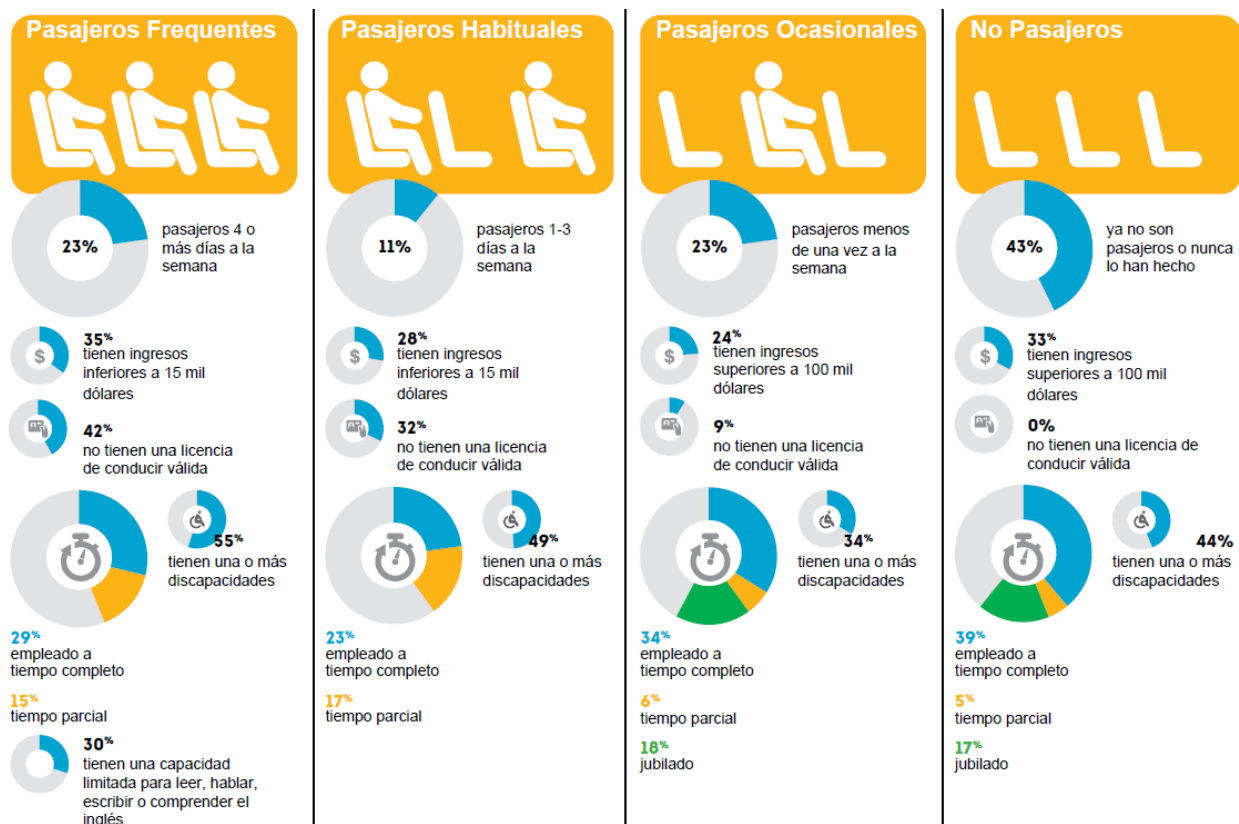 Pasajeros Frequentes
23%
pasajeros 4 o
más días a la
semana
$
35%
tienen ingresos
inferiores a 15 mil
dólares
42%
no tienen una licencia
de conducir válida
55%
tienen una o más
discapacidades
29%
empleado a
tiempo completo
15%
tiempo parcial
30%
tienen una capacidad
limitada para leer, hablar,
escribir o comprender el
inglés
Pasajeros Habituales
11%
pasajeros 1-3
días a la
semana
$
28%
tienen ingresos
inferiores a 15 mil
dólares
32%
no tienen una licencia
de conducir válida
49%
tienen una o más
discapacidades
23%
empleado a
tiempo completo
17%
tiempo parcial
Pasajeros Ocasionales
23%
pasajeros menos
de una vez a la
semana
$
24%
tienen ingresos
superiores a 100 mil
dólares
9%
no tienen una licencia
de conducir válida
34%
tienen una o más
discapacidades
34%
empleado a
tiempo completo
6%
tiempo parcial
18%
jubilado
No Pasajeros
43%
ya no son
pasajeros o nunca
lo han hecho
$
33%
tienen ingresos
superiores a 100 mil
dólares
0%
no tienen una licencia de
conducir válida
44%
tienen una o más
discapacidades
39%
empleado a
tiempo completo
5%
tiempo parcial
17%
jubilado